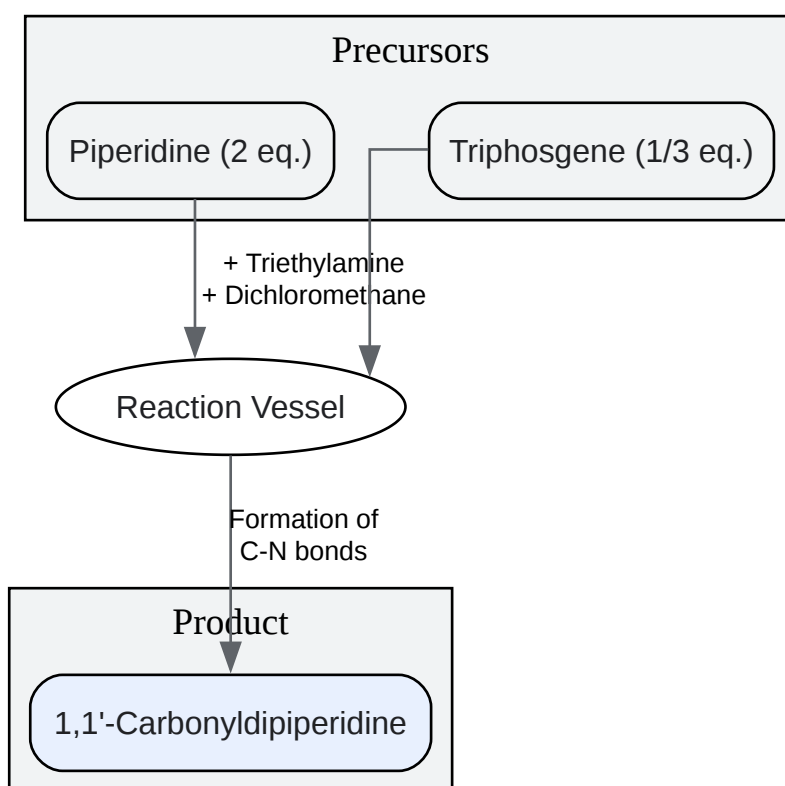 Precursors
Piperidine (2 eq.)
Triphosgene (1/3 eq.)
+ Triethylamine
+ Dichloromethane
Reaction Vessel
Formation of
C-N bonds
Product
1,1'-Carbonyldipiperidine